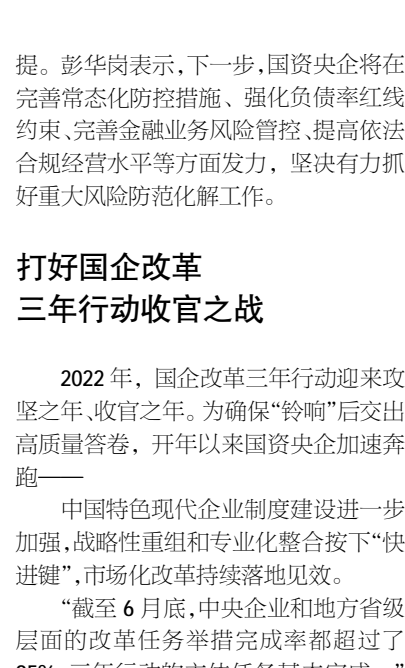 提。彭华岗表示,下一步,国资央企将在
完善常态化防控措施、强化负债率红线
约束、完善金融业务风险管控、提高依法
合规经营水平等方面发力，坚决有力抓
好重大风险防范化解工作。
打好国企改革
三年行动收官之战
2022 年，国企改革三年行动迎来攻
坚之年、收官之年。为确保“铃响”后交出
高质量答卷，开年以来国资央企加速奔
跑——
中国特色现代企业制度建设进一步
加强,战略性重组和专业化整合按下“快
进键”,市场化改革持续落地见效。
“截至 6 月底,中央企业和地方省级
层面的改革任务举措完成率都超过了